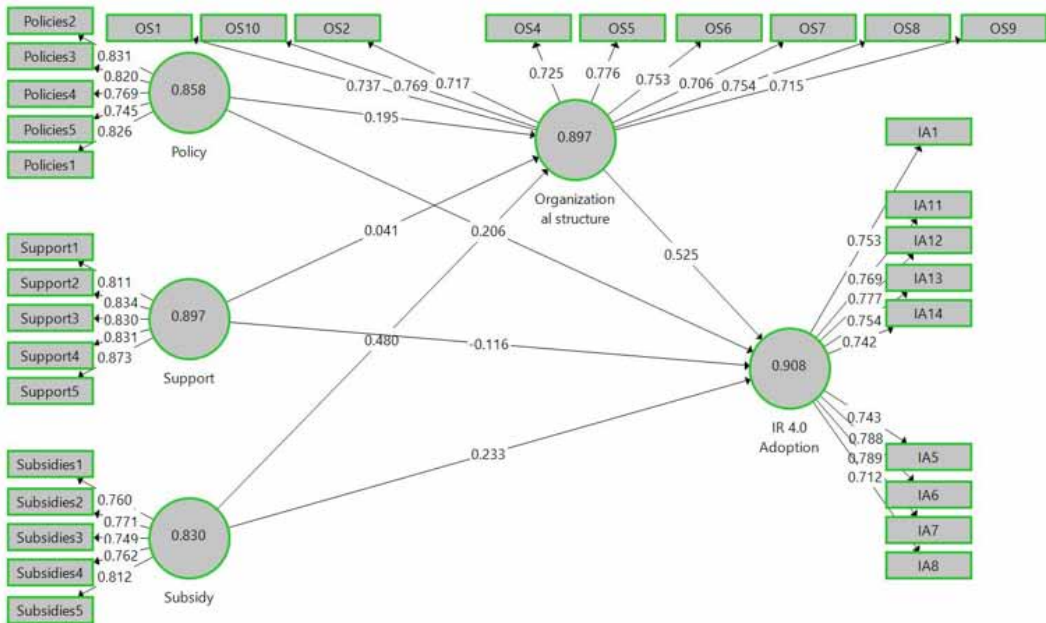 Policies2
Policies3
Policies4
Policies5
Policies1
0.831
0.820
0.769
0.745
0.826
0.858
Policy
OS1
OS10
OS2
OS4
OS5
OS6
OS7
OS8
OS9
0.737
0.769
0.717
0.725
0.776
0.753
0.706
0.754
0.715
0.897
Organization
al structure
0.195
0.206
0.041
0.525
Support1
Support2
Support3
Support4
Support5
0.811
0.834
0.830
0.831
0.873
0.897
Support
0.480
-0.116
0.233
Subsidies1
Subsidies2
Subsidies3
Subsidies4
Subsidies5
0.760
0.771
0.749
0.762
0.812
0.830
Subsidy
0.908
IR 4.0
Adoption
IA1
IA11
IA12
IA13
IA14
0.753
0.769
0.777
0.754
0.742
0.743
0.788
0.789
0.712
IA5
IA6
IA7
IA8